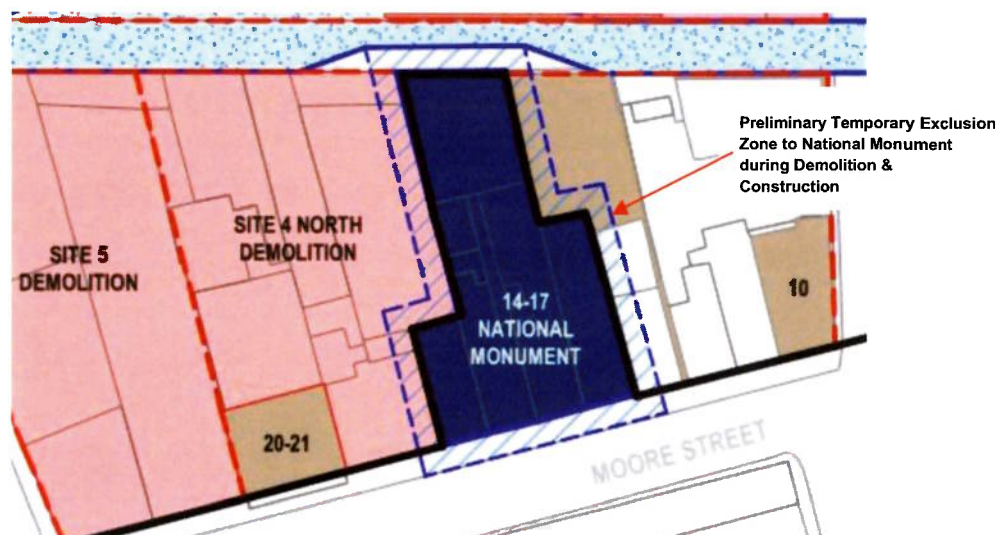 Preliminary Temporary Exclusion
Zone to National Monument
during Demolition &
Construction
SITE 4 NORTH
DEMOLITION
SITE 5
DEMOLITION
10
14-17
NATIONAL
MONUMENT
20-21
MOORE STREET